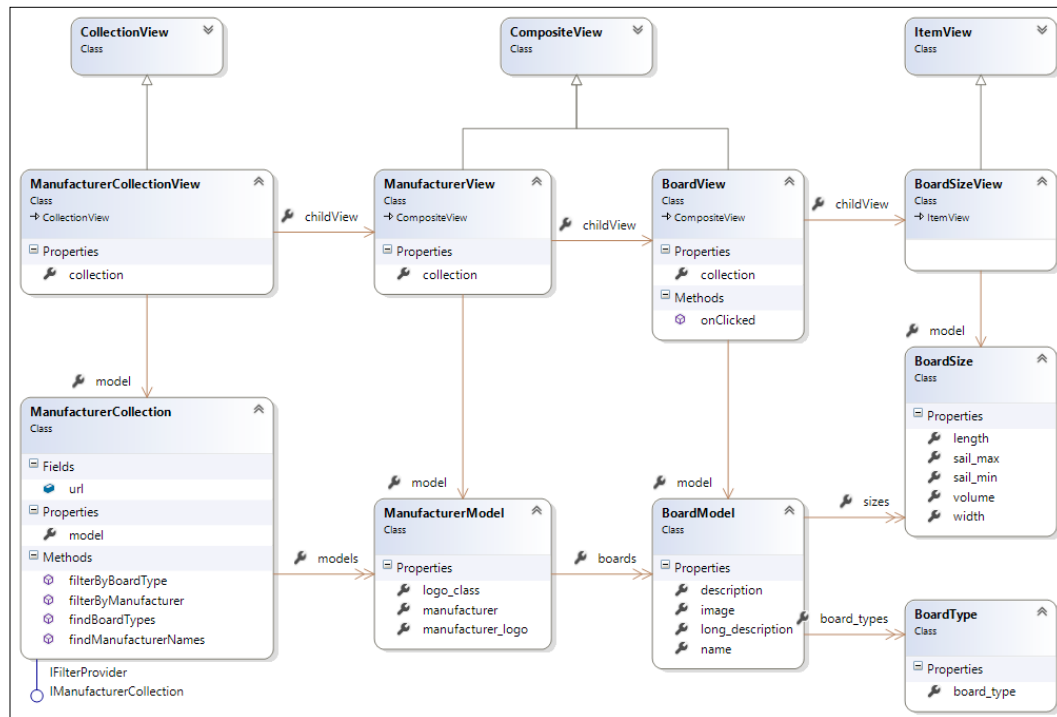 CollectionView
Class
CompositeView
Class
ItemView
Class
ManufacturerCollectionView
Class
CollectionView
Properties
collection
childView
ManufacturerView
Class
CompositeView
Properties
collection
childView
BoardView
Class
CompositeView
Properties
collection
Methods
onClicked
childView
BoardSizeView
Class
ItemView
model
model
model
model
ManufacturerCollection
Class
Fields
url
Properties
model
Methods
filterByBoardType
filterByManufacturer
findBoardTypes
findManufacturerNames
IFilterProvider
IManufacturerCollection
models
ManufacturerModel
Class
Properties
logo_class
manufacturer
manufacturer_logo
boards
BoardModel
Class
Properties
description
image
long_description
name
sizes
board_types
BoardSize
Class
Properties
length
sail_max
sail_min
volume
width
BoardType
Class
Properties
board_type